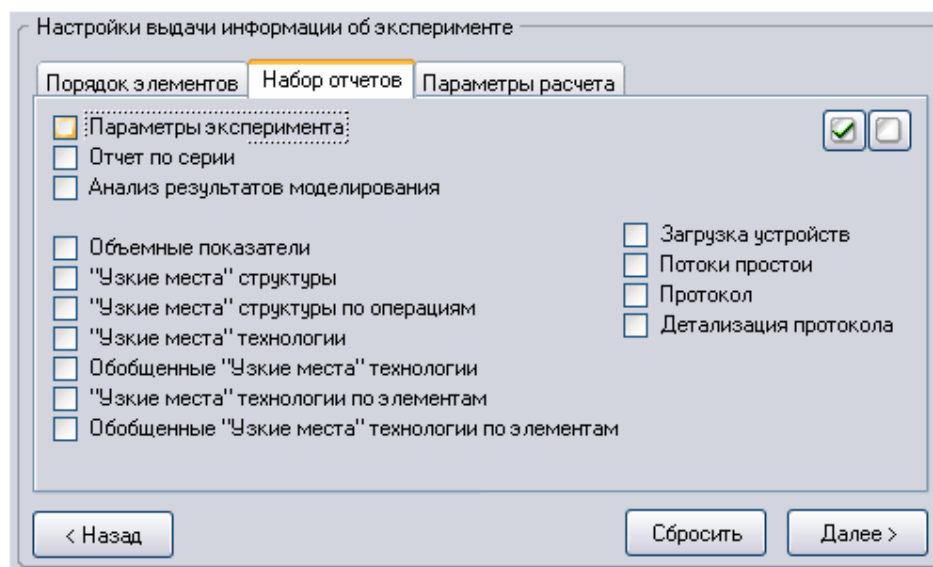 Настройки выдачи информации об эксперименте
Порядок элементов
Набор отчетов
Параметры расчета
Параметры эксперимента
Отчет по серии
Анализ результатов моделирования
Объемные показатели
"Узкие места" структуры
"Узкие места" структуры по операциям
"Узкие места" технологии
Обобщенные "Узкие места" технологии
"Узкие места" технологии по элементам
Обобщенные "Узкие места" технологии по элементам
Загрузка устройств
Потоки простои
Протокол
Детализация протокола
< Назад
Сбросить
Далее >